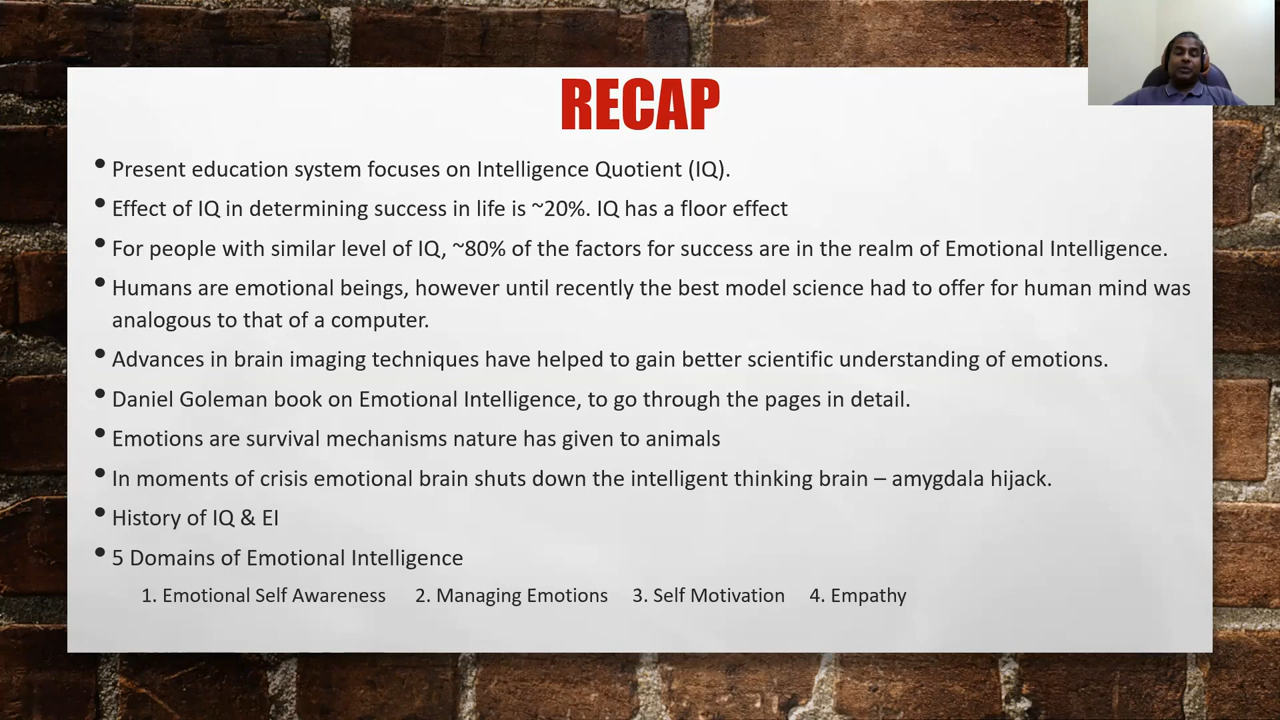 RECAP
• Present education system focuses on Intelligence Quotient (IQ).
• Effect of IQ in determining success in life is ~20%. IQ has a floor effect
• For people with similar level of IQ, ~80% of the factors for success are in the realm of Emotional Intelligence.
• Humans are emotional beings, however until recently the best model science had to offer for human mind was
analogous to that of a computer.
• Advances in brain imaging techniques have helped to gain better scientific understanding of emotions.
• Daniel Goleman book on Emotional Intelligence, to go through the pages in detail.
• Emotions are survival mechanisms nature has given to animals
• In moments of crisis emotional brain shuts down the intelligent thinking brain – amygdala hijack.
• History of IQ & EI
• 5 Domains of Emotional Intelligence
1. Emotional Self Awareness 2. Managing Emotions 3. Self Motivation 4. Empathy